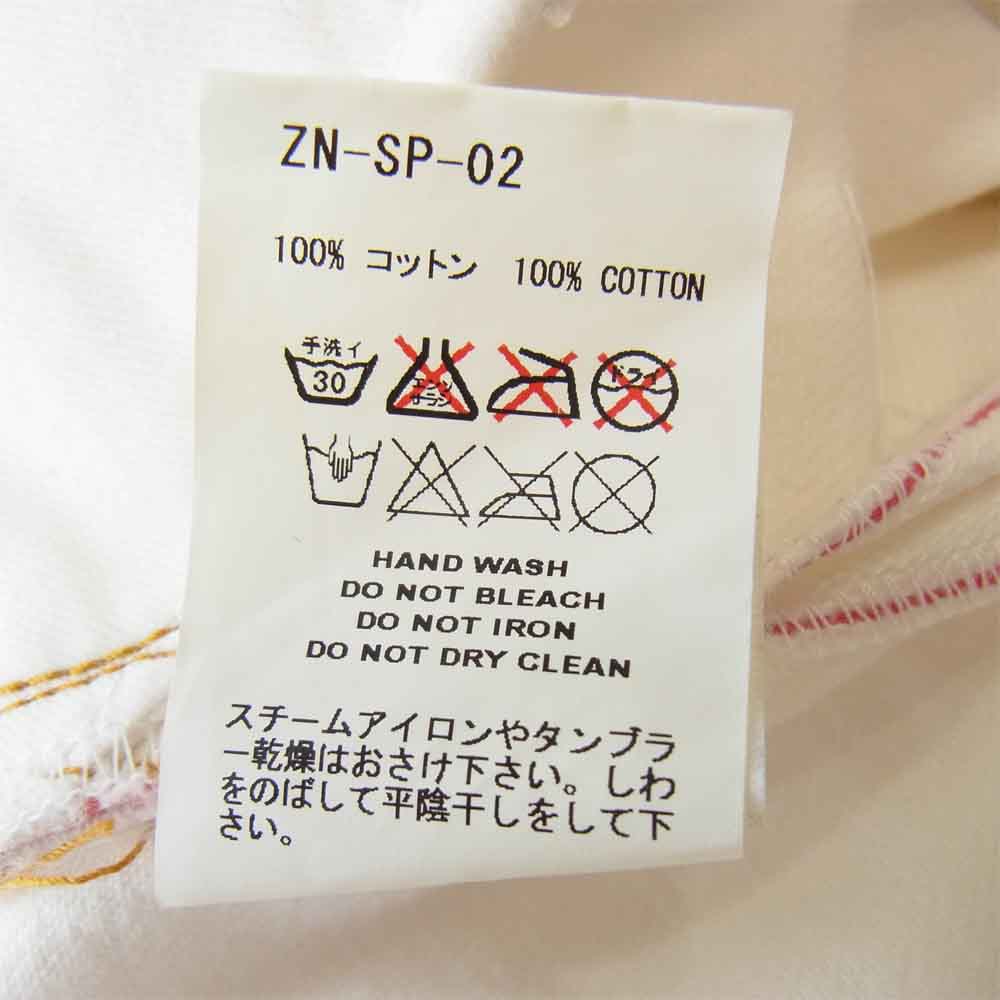 ZN-SP-02
100% コットン 100% COTTON
手洗イ
30
エンソ
サラシ
ドライ
HAND WASH
DO NOT BLEACH
DO NOT IRON
DO NOT DRY CLEAN
スチームアイロンやタンブラ
ー乾燥はおさけ下さい。しわ
をのばして平陰干しをして下
さい。